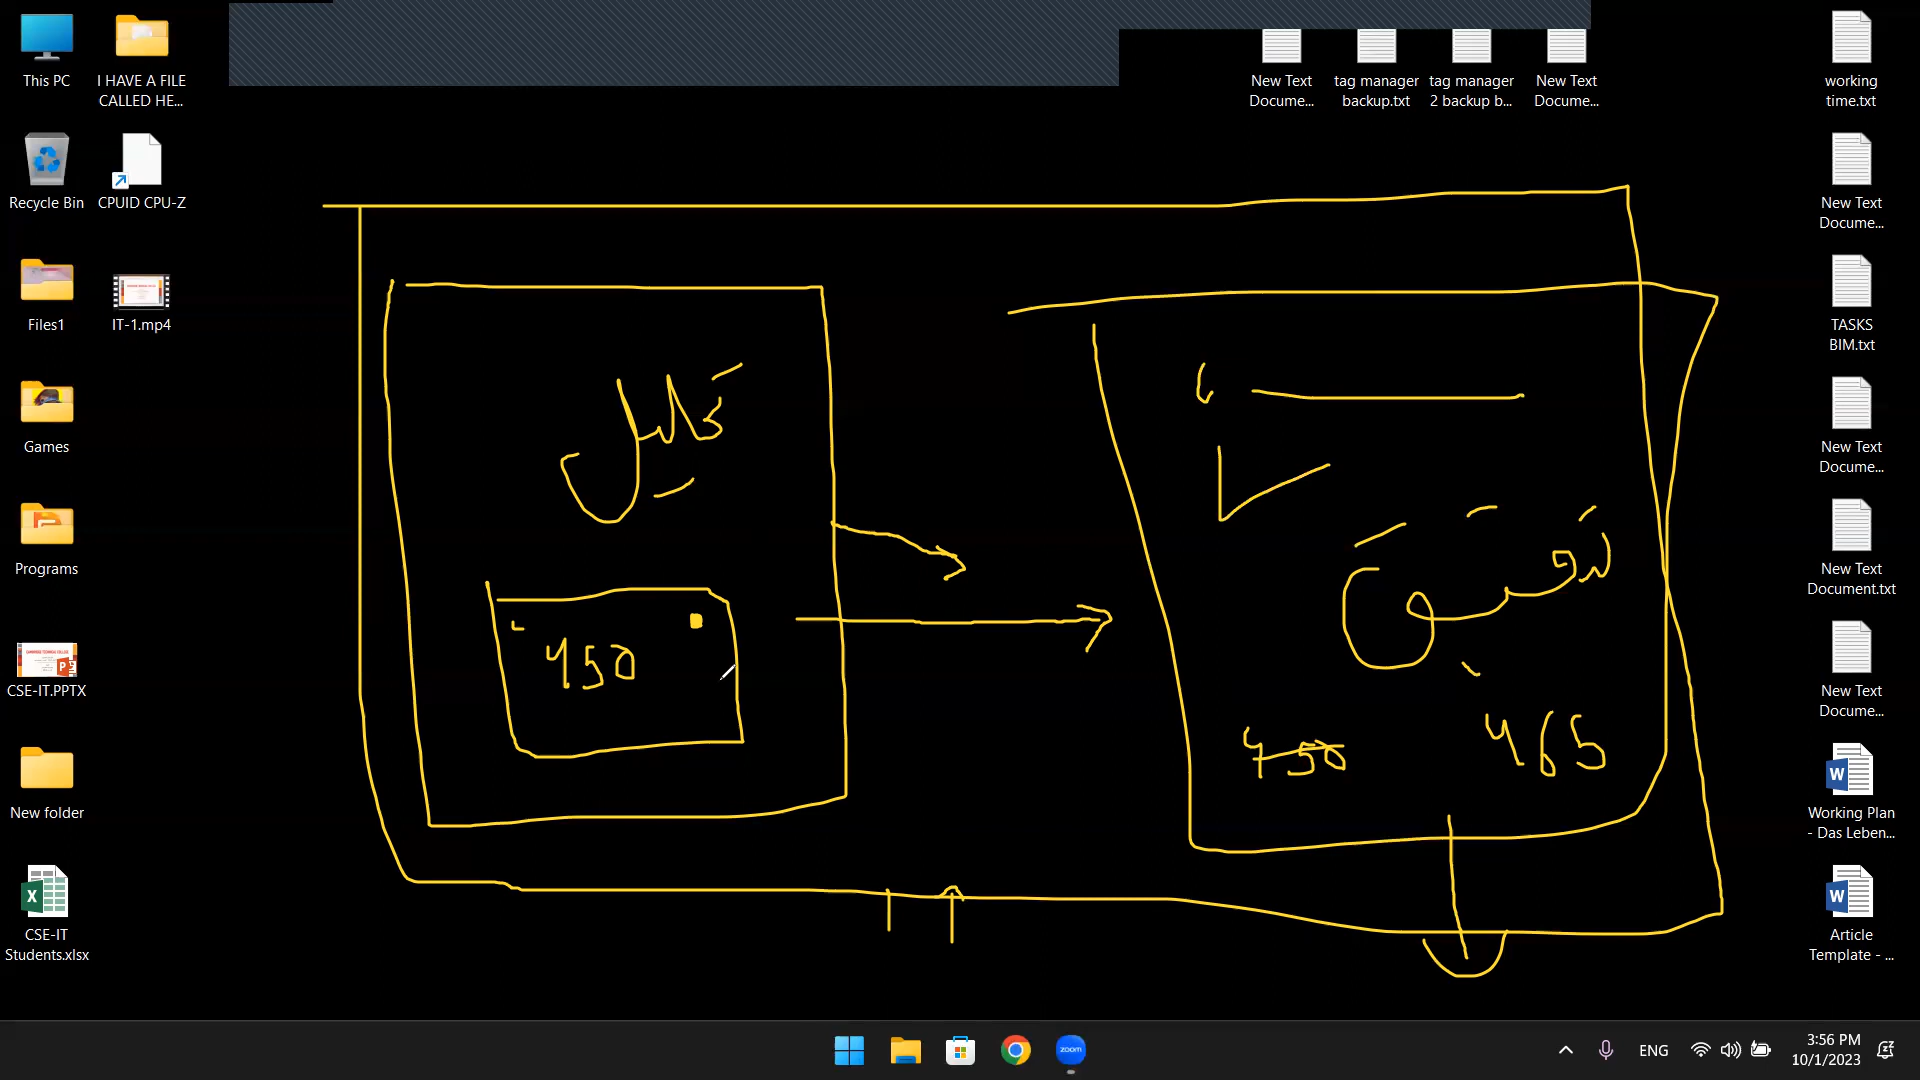 This PC
I HAVE A FILE
CALLED HE...
New Text
Docume...
tag manager
backup.txt
tag manager
2 backup b...
New Text
Docume...
working
time.txt
Recycle Bin
CPUID CPU-Z
New Text
Docume...
Files1
IT-1.mp4
TASKS
BIM.txt
Games
New Text
Docume...
Programs
New Text
Document.txt
450
CSE-IT.PPTX
New Text
Docume...
450
465
New folder
Working Plan
- Das Leben...
CSE-IT
Students.xlsx
Article
Template - ...
zoom
ENG
3:56 PM
10/1/2023